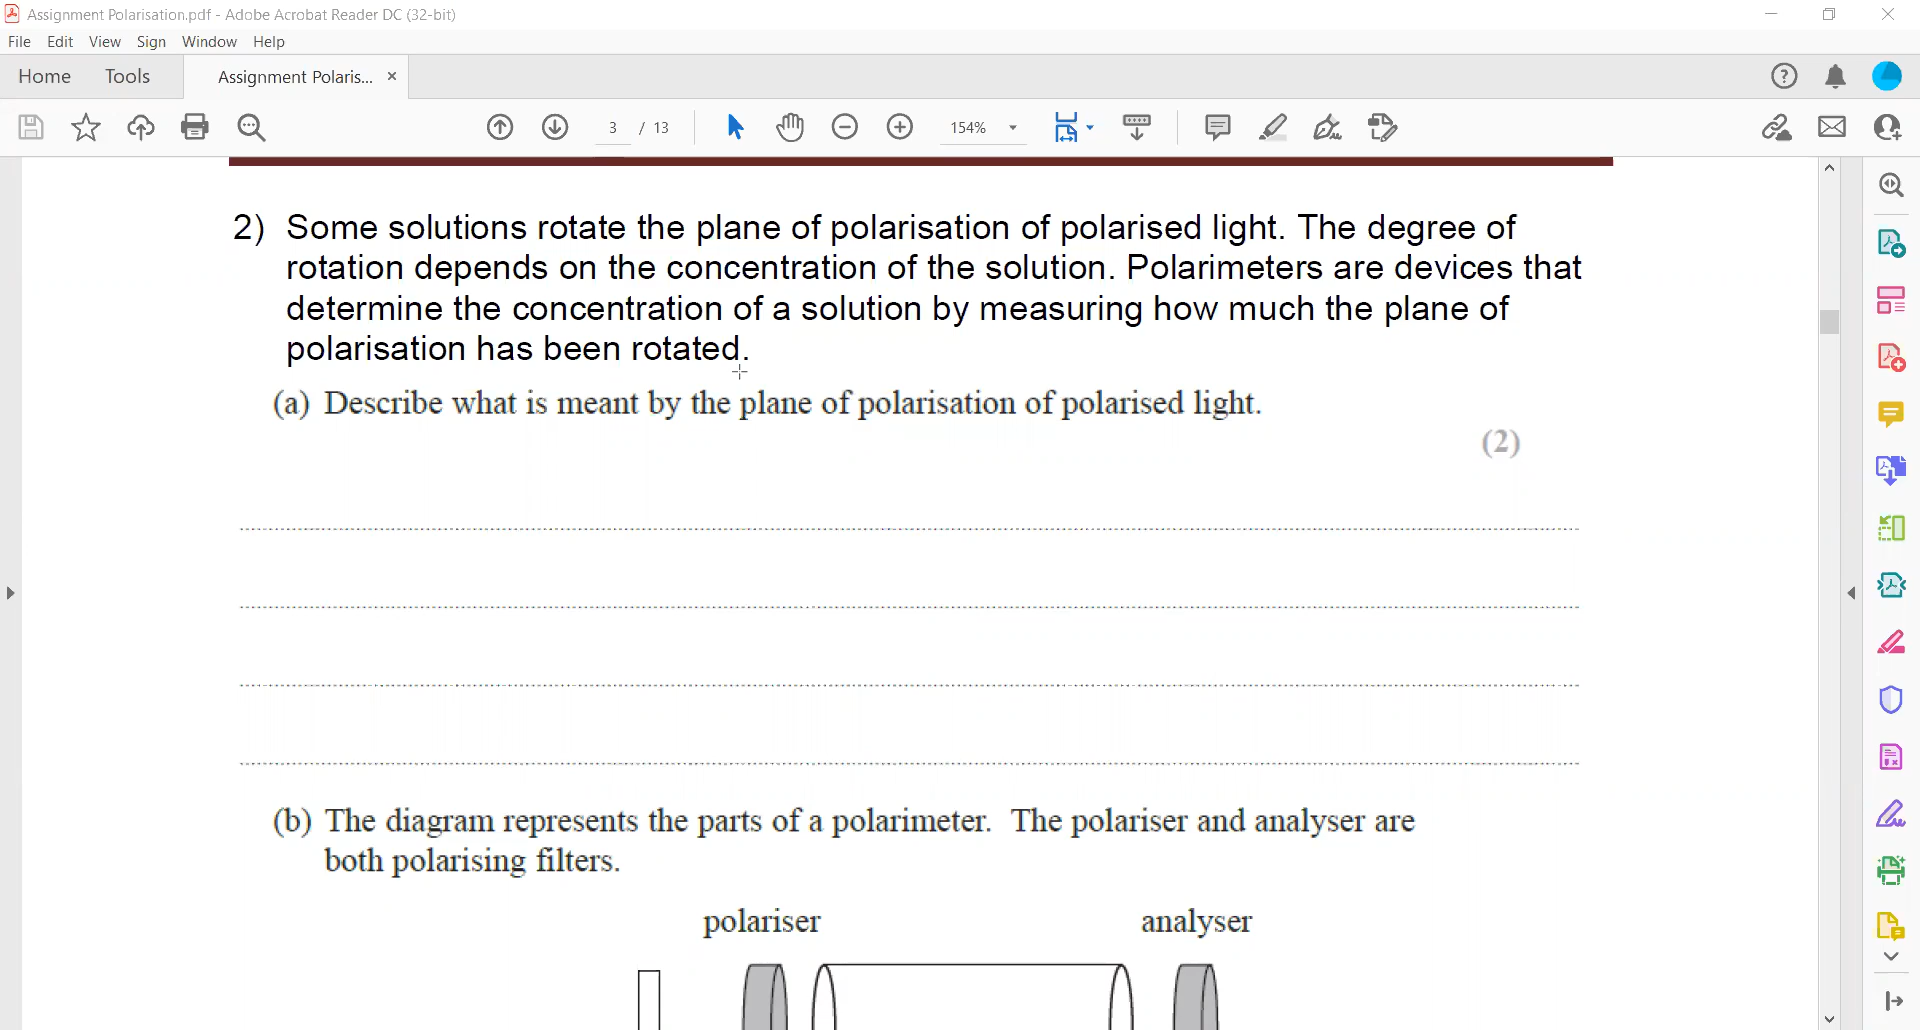 Assignment Polarisation.pdf - Adobe Acrobat Reader DC (32-bit)
File Edit View Sign Window Help
Home Tools Assignment Polaris... ×
3 / 13 154%
2) Some solutions rotate the plane of polarisation of polarised light. The degree of
rotation depends on the concentration of the solution. Polarimeters are devices that
determine the concentration of a solution by measuring how much the plane of
polarisation has been rotated.
(a) Describe what is meant by the plane of polarisation of polarised light.
(2)
(b) The diagram represents the parts of a polarimeter. The polariser and analyser are
both polarising filters.
polariser analyser